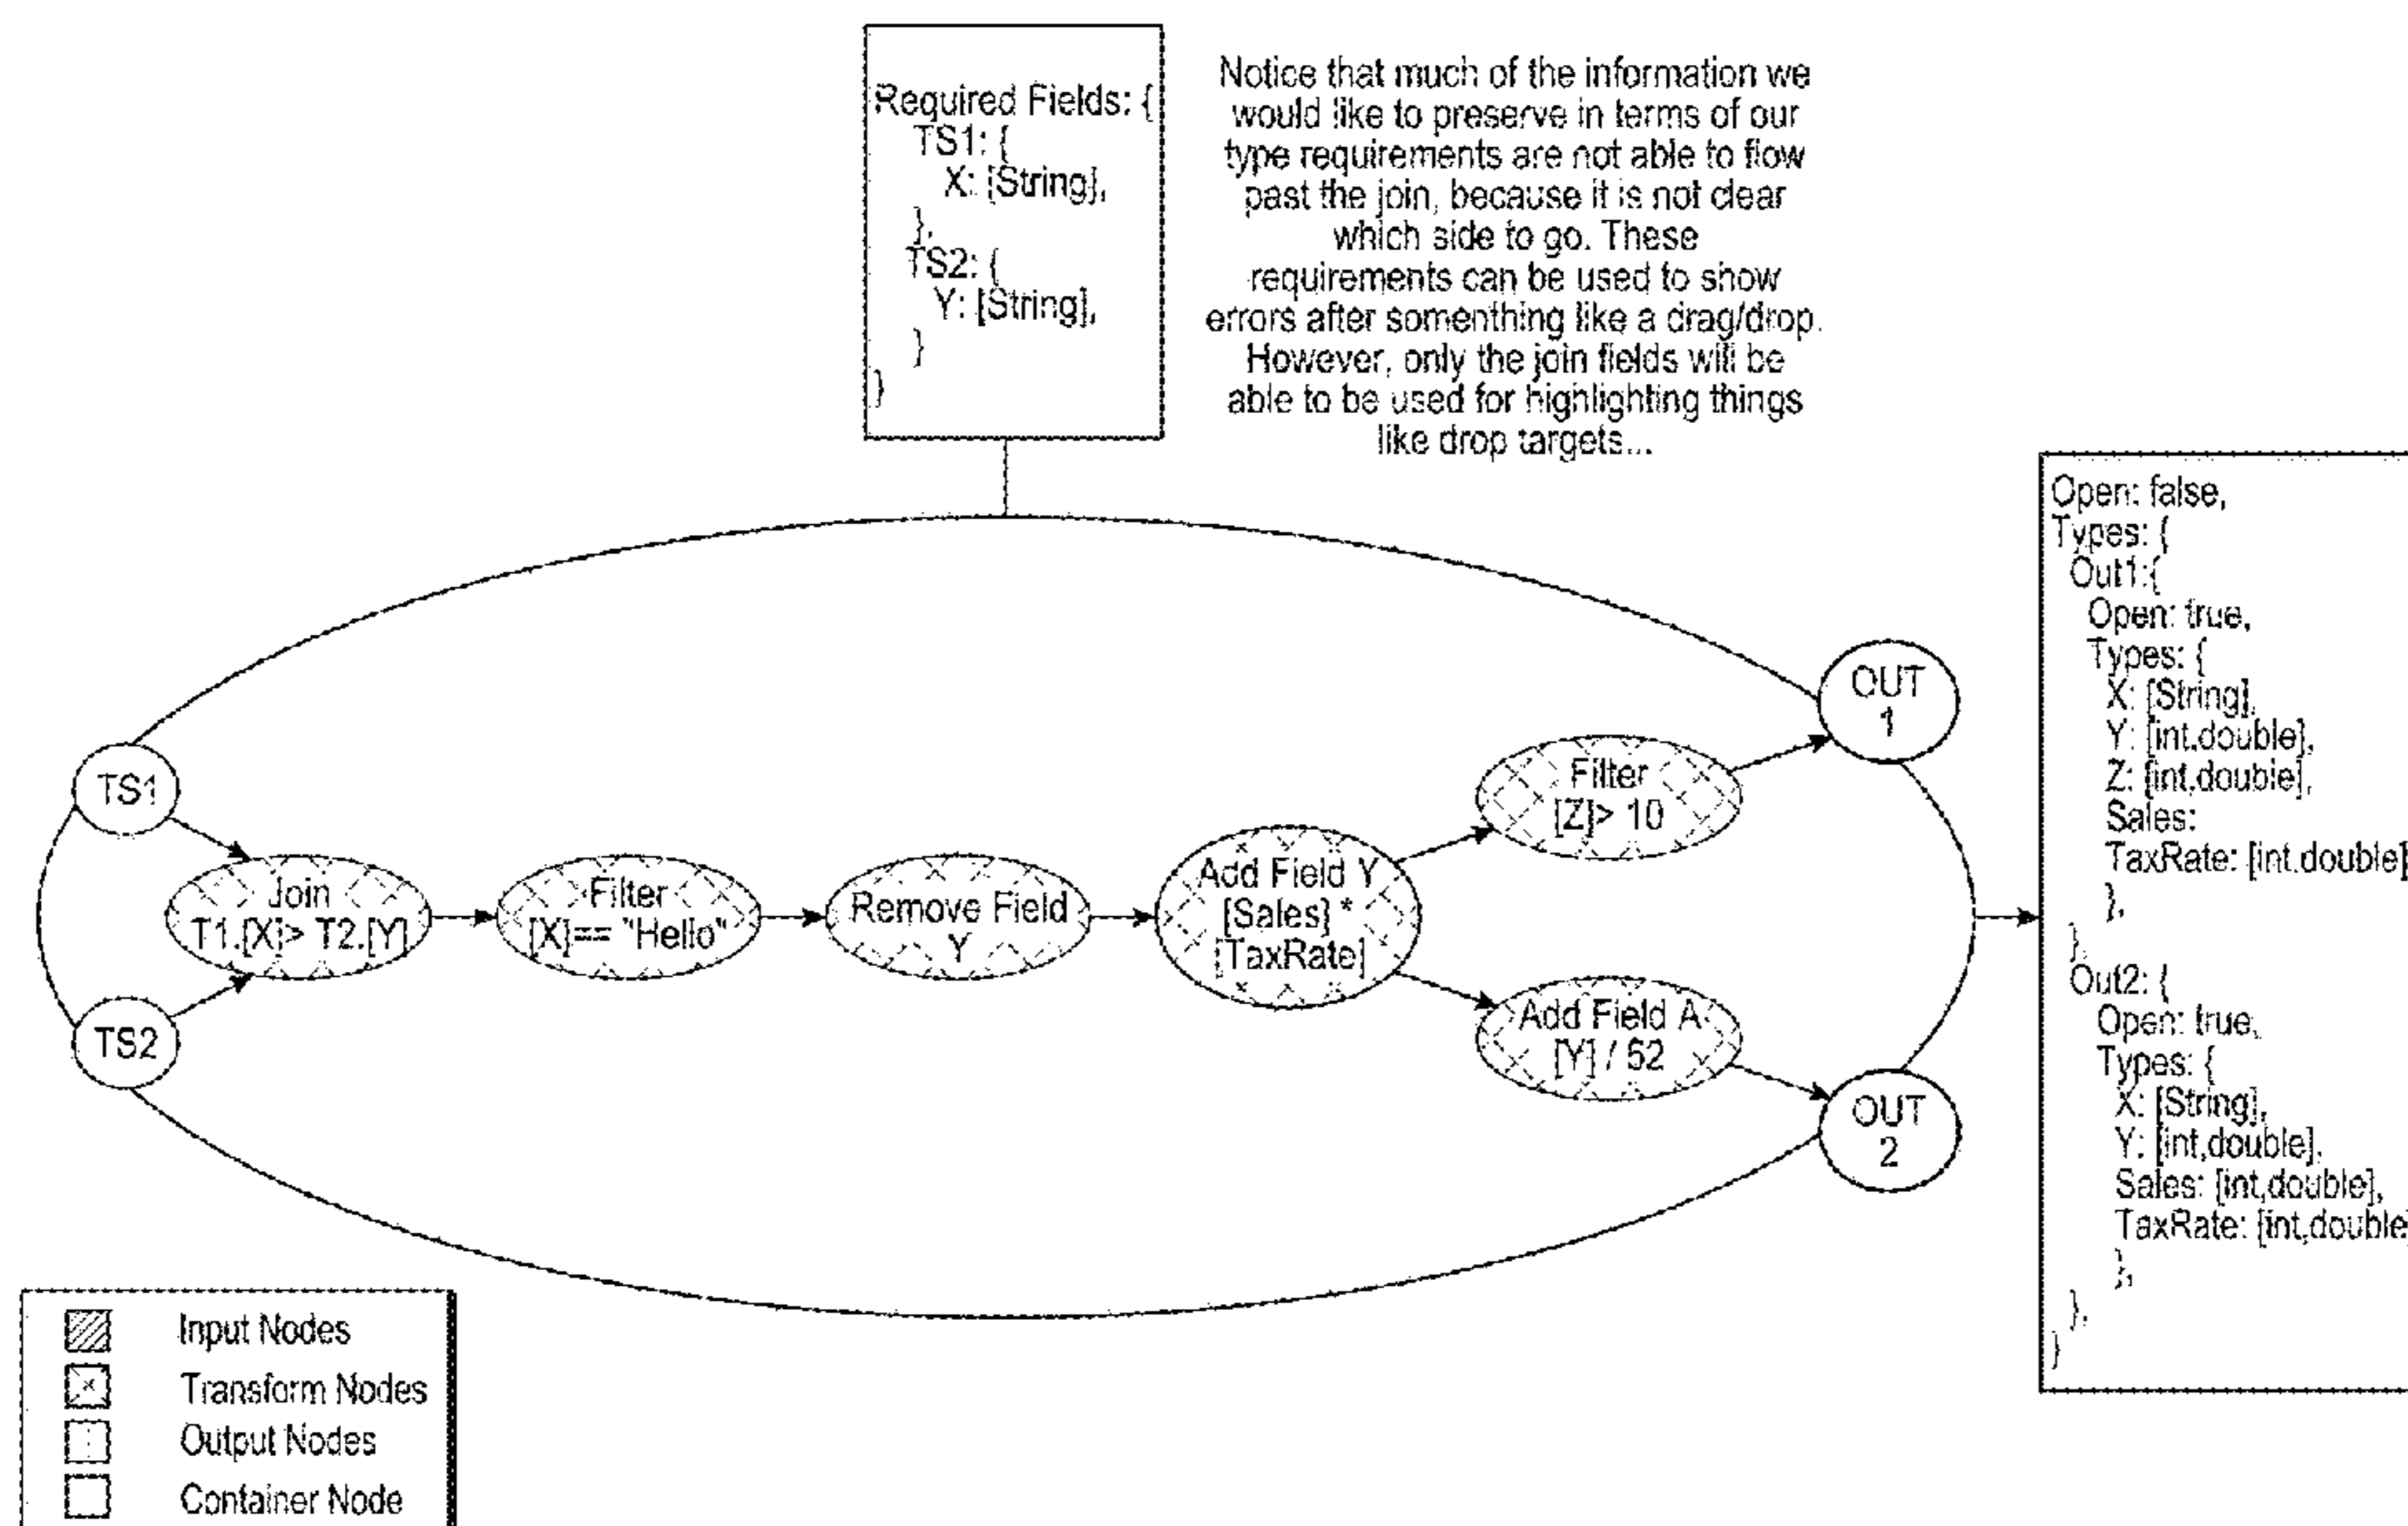 Required Fields: {
TS1: {
X: [String],
},
TS2: {
Y: [String],
}
}
Notice that much of the information we
would like to preserve in terms of our
type requirements are not able to flow
past the join, because it is not clear
which side to go. These
requirements can be used to show
errors after somenthing like a drag/drop.
However, only the join fields will be
able to be used for highlighting things
like drop targets...
TS1
TS2
Join
T1.[X]> T2.[Y]
Filter
[X]== "Hello"
Remove Field
Y
Add Field Y
[Sales} *
[TaxRate]
Filter
[Z]> 10
Add Field A
[Y] / 52
OUT
1
OUT
2
Open: false,
Types: {
Out1:{
Open: true,
Types: {
X: [String],
Y: [int,double],
Z: [int,double],
Sales:
TaxRate: [int,double]
},
},
Out2: {
Open: true,
Types: {
X: [String],
Y: [int,double],
Sales: [int,double],
TaxRate: [int,double]
},
},
}
Input Nodes
Transform Nodes
Output Nodes
Container Node